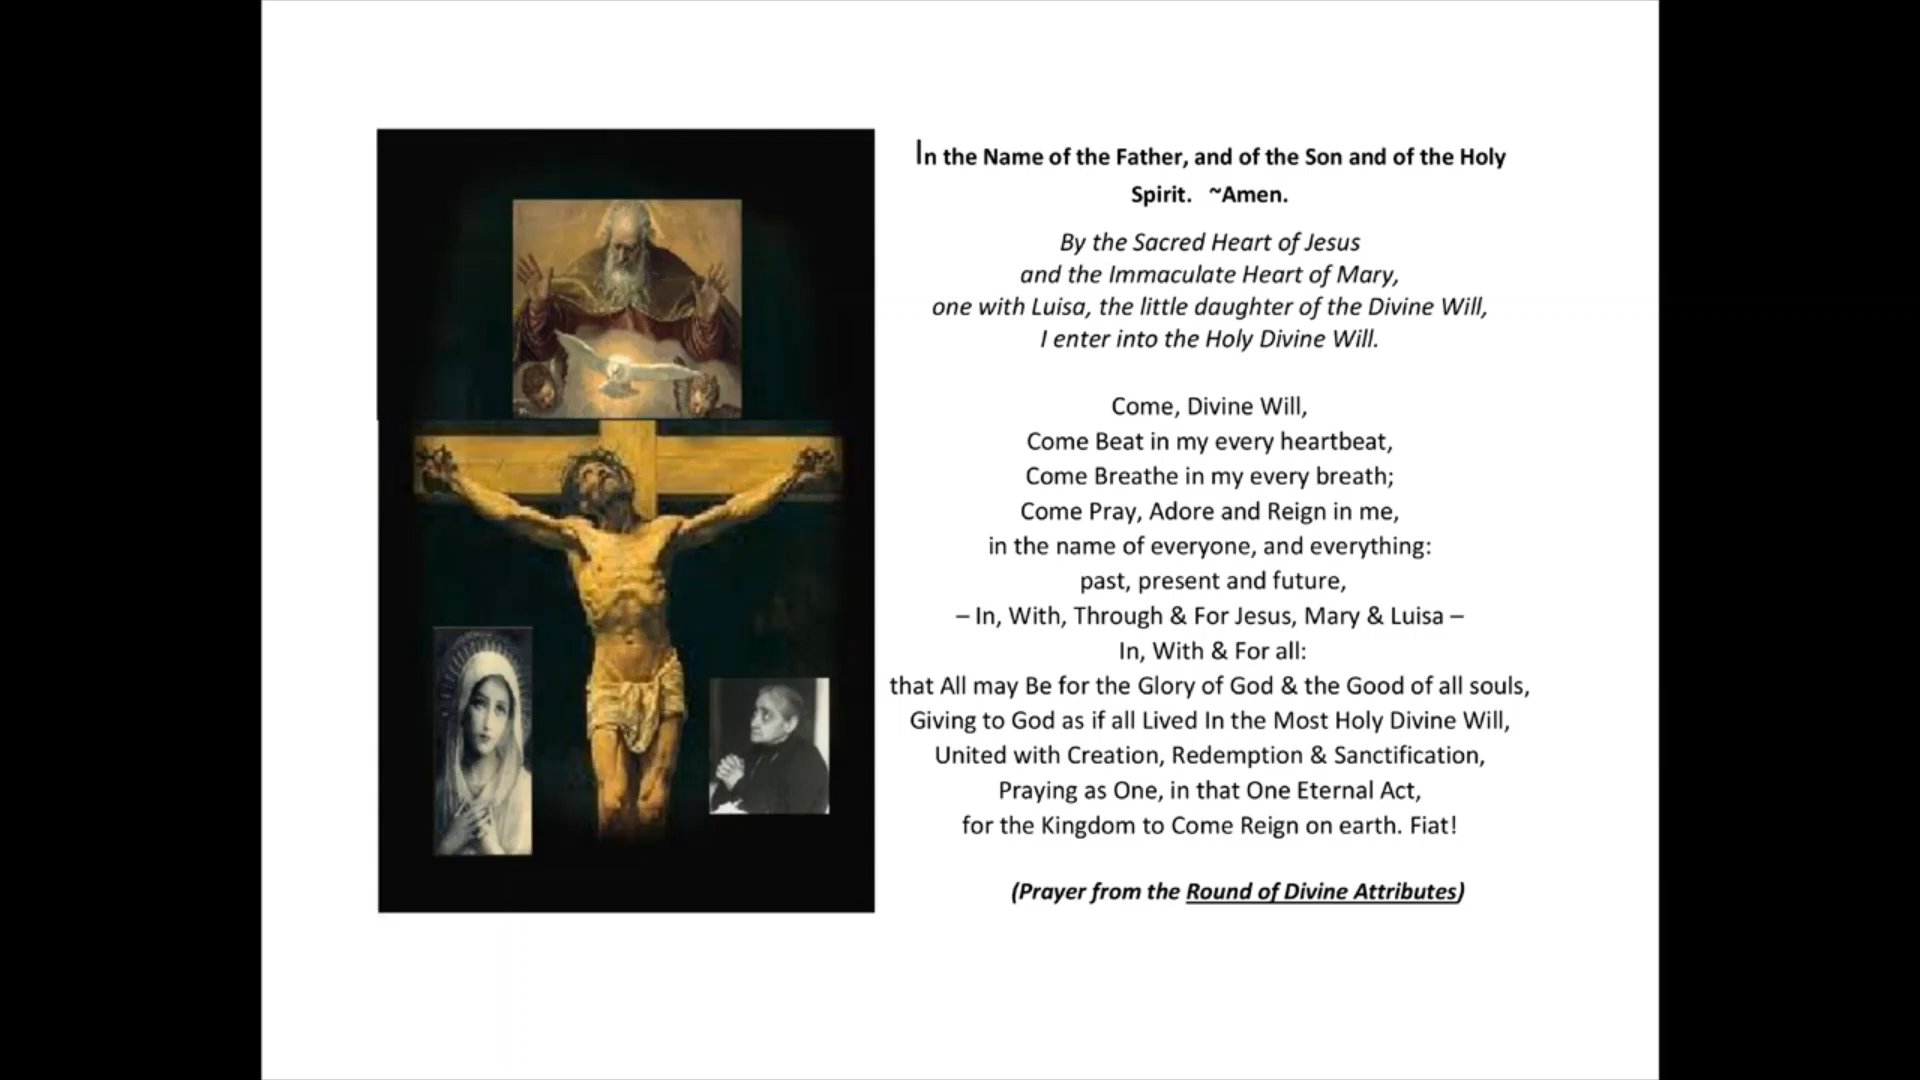 In the Name of the Father, and of the Son and of the Holy
Spirit.   ~Amen.
By the Sacred Heart of Jesus
and the Immaculate Heart of Mary,
one with Luisa, the little daughter of the Divine Will,
I enter into the Holy Divine Will.
Come, Divine Will,
Come Beat in my every heartbeat,
Come Breathe in my every breath;
Come Pray, Adore and Reign in me,
in the name of everyone, and everything:
past, present and future,
– In, With, Through & For Jesus, Mary & Luisa –
In, With & For all:
that All may Be for the Glory of God & the Good of all souls,
Giving to God as if all Lived In the Most Holy Divine Will,
United with Creation, Redemption & Sanctification,
Praying as One, in that One Eternal Act,
for the Kingdom to Come Reign on earth. Fiat!
(Prayer from the Round of Divine Attributes)